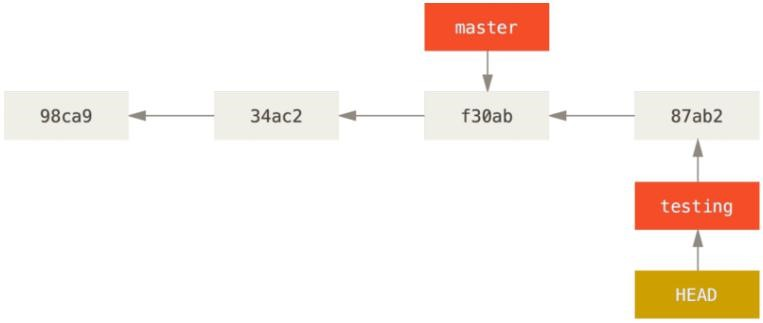 master
98ca9
34ac2
f30ab
87ab2
testing
HEAD